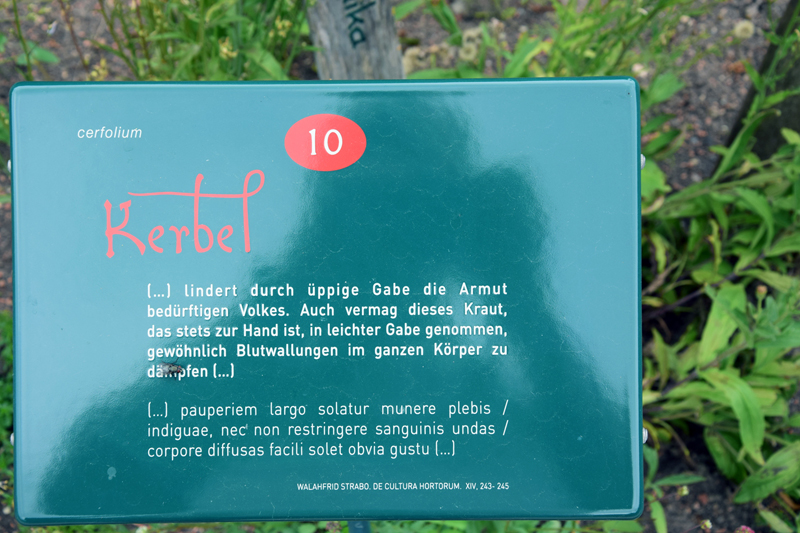 ika
cerfolium
10
Kerbel
(...) lindert durch üppige Gabe die Armut
bedürftigen Volkes. Auch vermag dieses Kraut,
das stets zur Hand ist, in leichter Gabe genommen,
gewöhnlich Blutwallungen im ganzen Körper zu
dämpfen (...)
(...) pauperiem largo solatur munere plebis /
indiguae, nec non restringere sanguinis undas /
corpore diffusas facili solet obvia gustu (...)
WALAHFRID STRABO. DE CULTURA HORTORUM. XIV, 243- 245